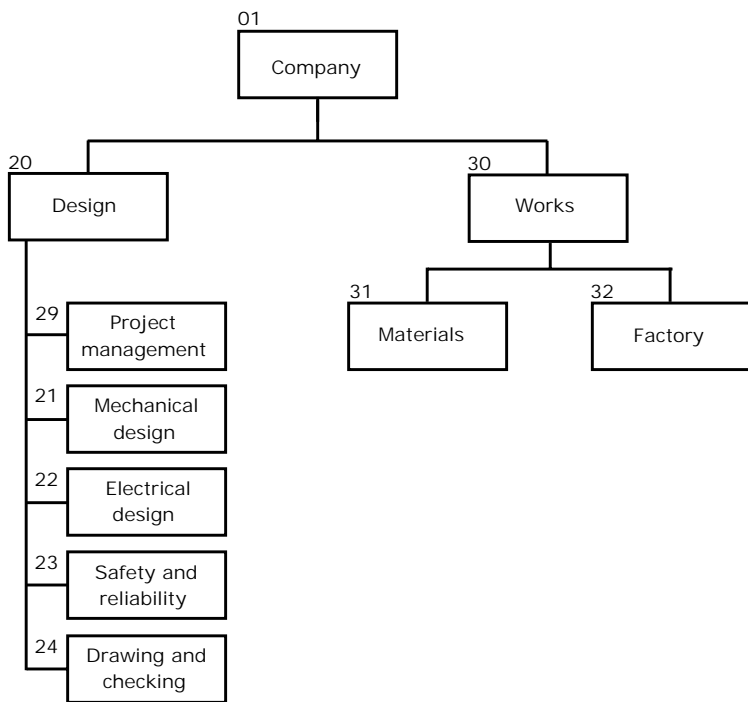 01
Company
20
Design
30
Works
29
Project
management
31
Materials
32
Factory
21
Mechanical
design
22
Electrical
design
23
Safety and
reliability
24
Drawing and
checking